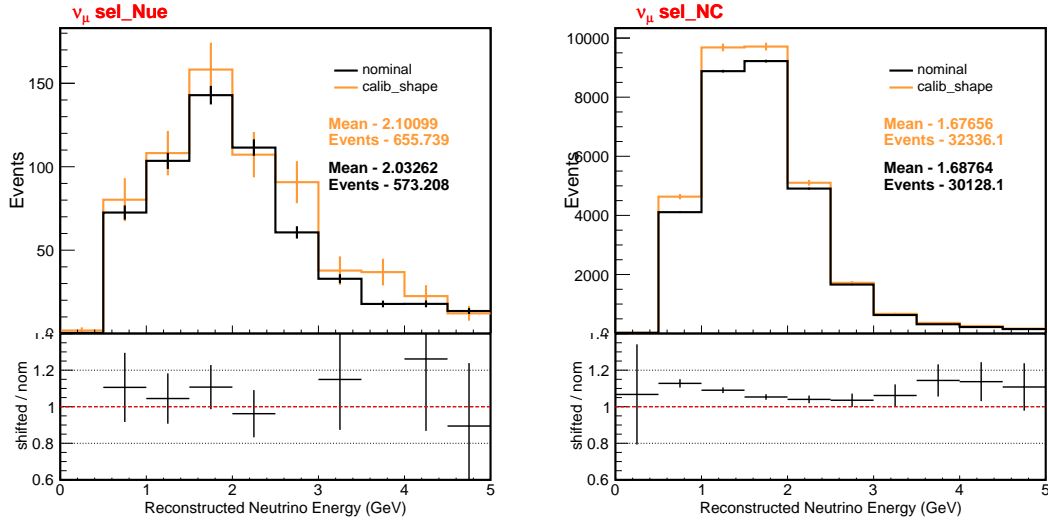 ν_μ sel_Nue
Events
150
100
50
0
nominal
calib_shape
Mean - 2.10099
Events - 655.739
Mean - 2.03262
Events - 573.208
shifted / nom
1.4
1.2
1
0.8
0.6
0 1 2 3 4 5
Reconstructed Neutrino Energy (GeV)
ν_μ sel_NC
Events
10000
8000
6000
4000
2000
0
nominal
calib_shape
Mean - 1.67656
Events - 32336.1
Mean - 1.68764
Events - 30128.1
shifted / nom
1.4
1.2
1
0.8
0.6
0 1 2 3 4 5
Reconstructed Neutrino Energy (GeV)